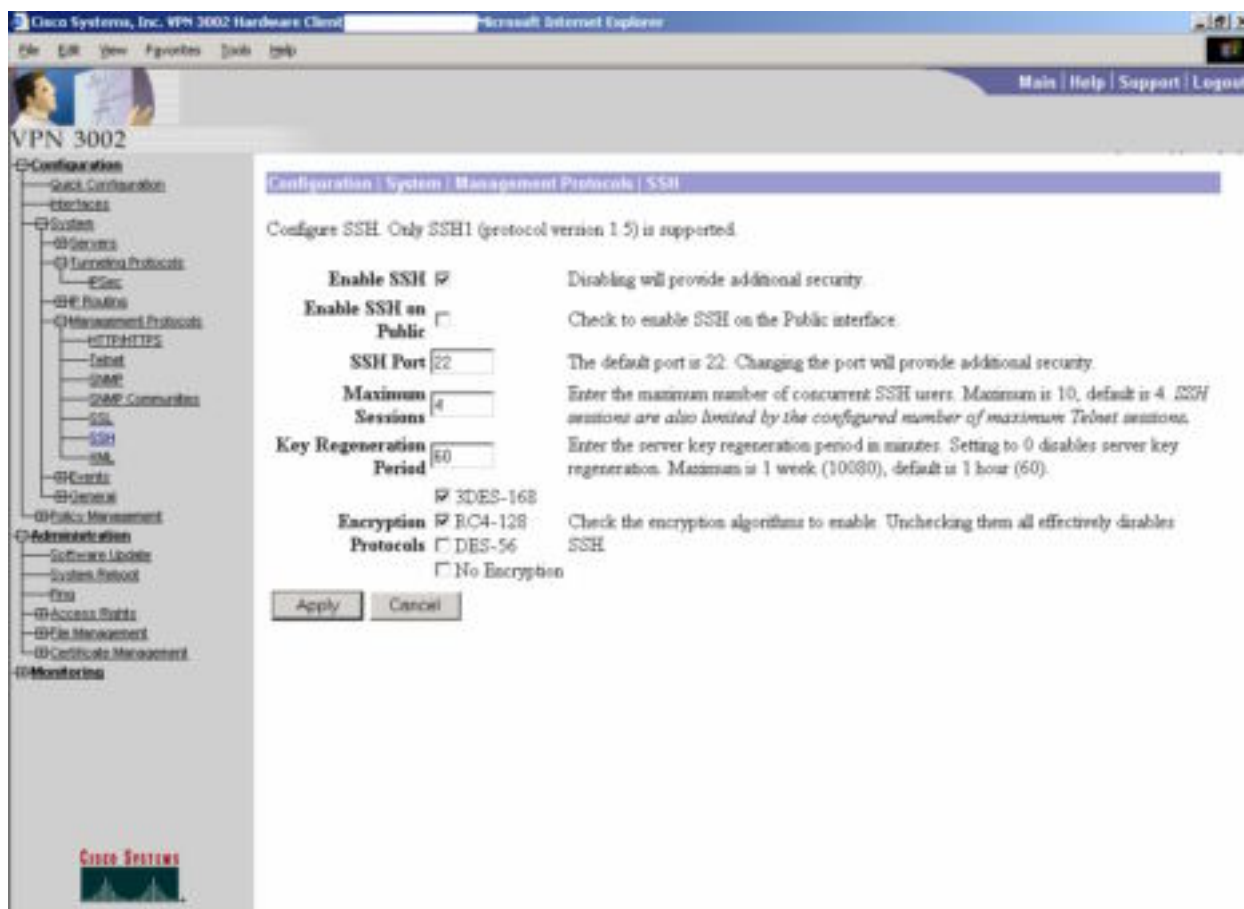 Cisco Systems, Inc. VPN 3002 Hardware Client
Microsoft Internet Explorer
File Edit View Favorites Tools Help
Main | Help | Support | Logout
VPN 3002
Configuration
Quick Configuration
Interfaces
System
Servers
Tunneling Protocols
IPSec
IP Routing
Management Protocols
HTTP/HTTPS
Telnet
SNMP
SNMP Communities
SSL
SSH
XML
Events
General
Policy Management
Administration
Software Update
System Reboot
Ping
Access Rights
File Management
Certificate Management
Monitoring
Cisco Systems
Configuration | System | Management Protocols | SSH
Configure SSH. Only SSH1 (protocol version 1.5) is supported.
Enable SSH
Disabling will provide additional security.
Enable SSH on
Public
Check to enable SSH on the Public interface.
SSH Port 22
The default port is 22. Changing the port will provide additional security.
Maximum
Sessions 4
Enter the maximum number of concurrent SSH users. Maximum is 10, default is 4. SSH
sessions are also limited by the configured number of maximum Telnet sessions.
Key Regeneration
Period 60
Enter the server key regeneration period in minutes. Setting to 0 disables server key
regeneration. Maximum is 1 week (10080), default is 1 hour (60).
Encryption
Protocols
3DES-168
RC4-128
DES-56
No Encryption
Check the encryption algorithms to enable. Unchecking them all effectively disables
SSH.
Apply Cancel